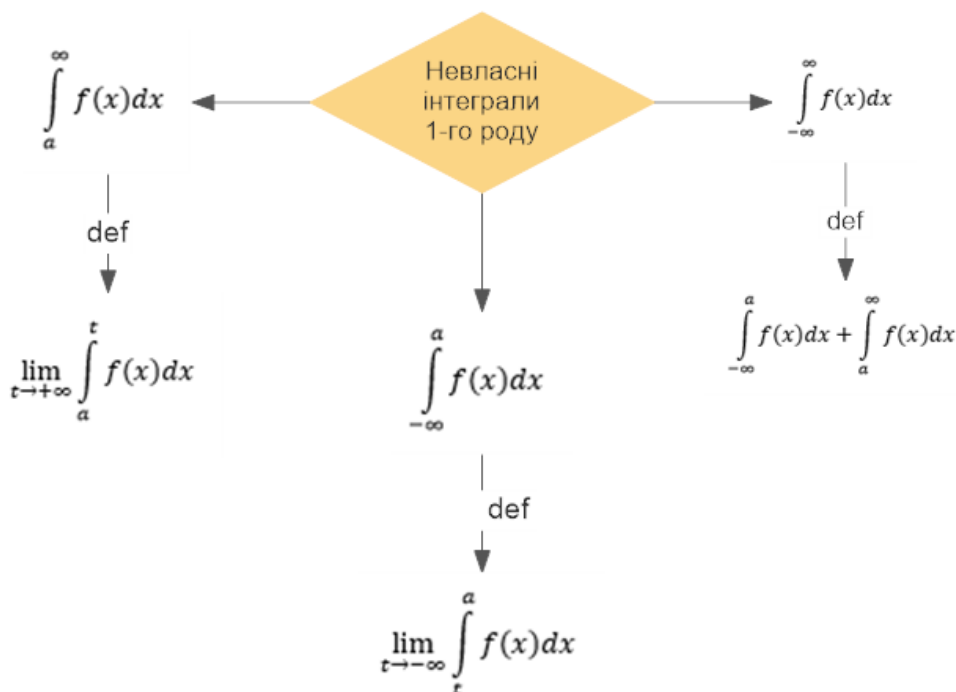 Невласні
інтеграли
1-го роду
∫_a^∞ f(x)dx
∫_{-∞}^∞ f(x)dx
def
def
lim_{t→+∞} ∫_a^t f(x)dx
∫_{-∞}^a f(x)dx
∫_{-∞}^a f(x)dx + ∫_a^∞ f(x)dx
def
lim_{t→-∞} ∫_t^a f(x)dx